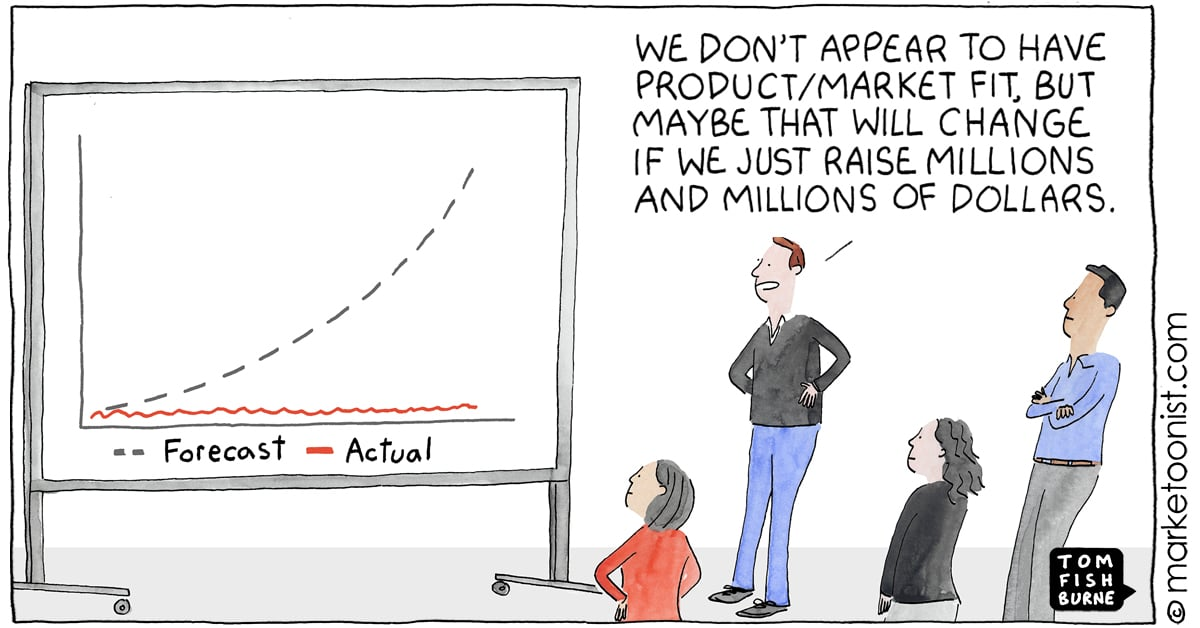 WE DON'T APPEAR TO HAVE
PRODUCT/MARKET FIT, BUT
MAYBE THAT WILL CHANGE
IF WE JUST RAISE MILLIONS
AND MILLIONS OF DOLLARS.
Forecast
Actual
TOM
FISH
BURNE
© marketoonist.com